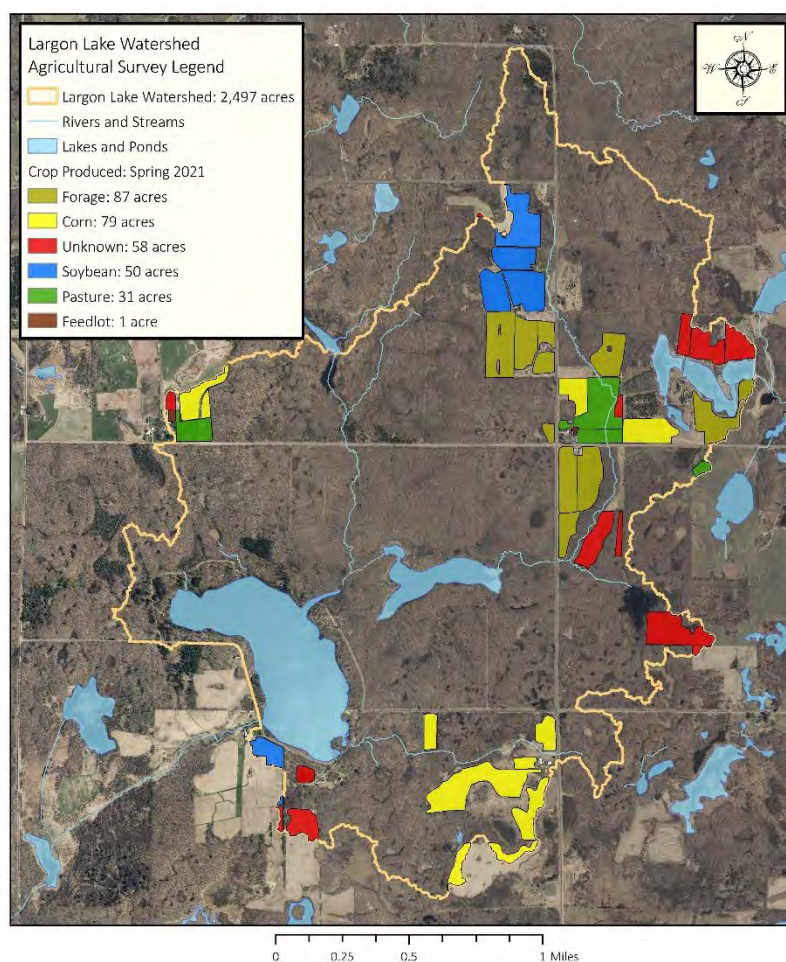 Largon Lake Watershed
Agricultural Survey Legend
Largon Lake Watershed: 2,497 acres
Rivers and Streams
Lakes and Ponds
Crop Produced: Spring 2021
Forage: 87 acres
Corn: 79 acres
Unknown: 58 acres
Soybean: 50 acres
Pasture: 31 acres
Feedlot: 1 acre
N
W E
S
0 0.25 0.5 1 Miles